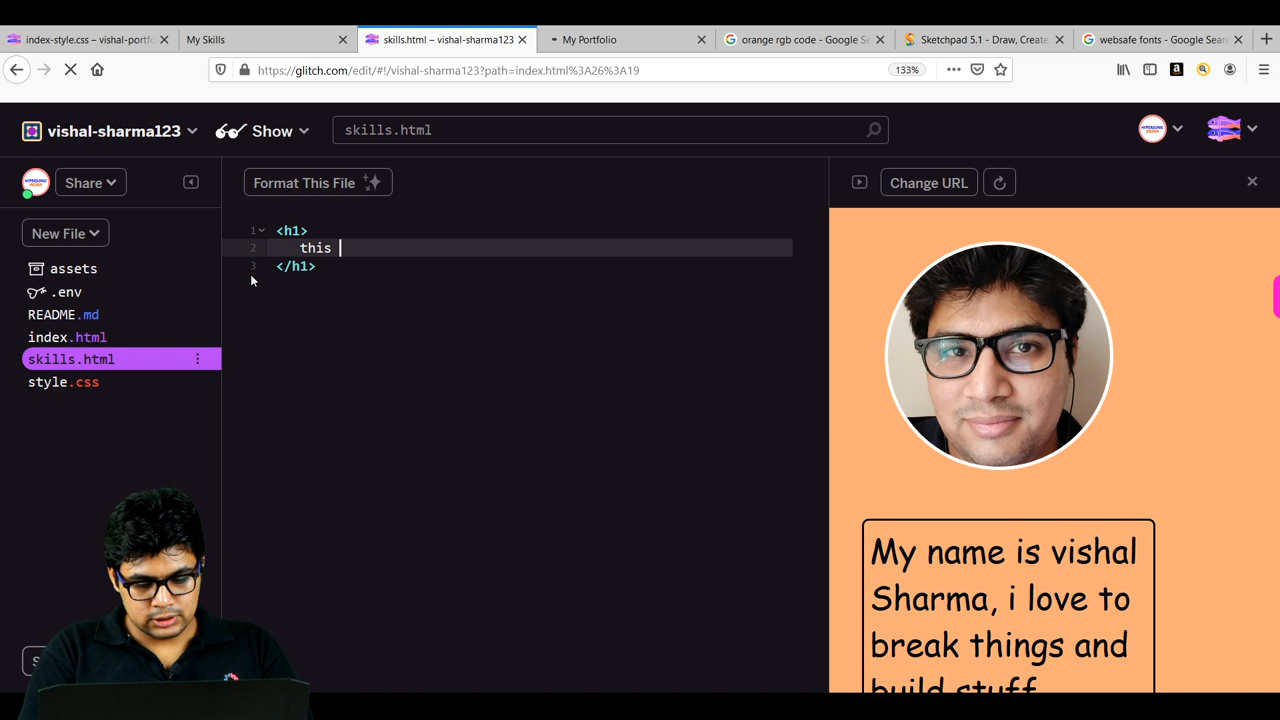 index-style.css – vishal-portfo
My Skills
skills.html – vishal-sharma123
My Portfolio
orange rgb code - Google Se
Sketchpad 5.1 - Draw, Create,
websafe fonts - Google Sear
https://glitch.com/edit/#!/vishal-sharma123?path=index.html%3A26%3A19
133%
vishal-sharma123
Show
skills.html
Share
Format This File
Change URL
New File
assets
.env
README.md
index.html
skills.html
style.css
1 <h1>
2 this
3 </h1>
My name is vishal
Sharma, i love to
break things and
build stuff